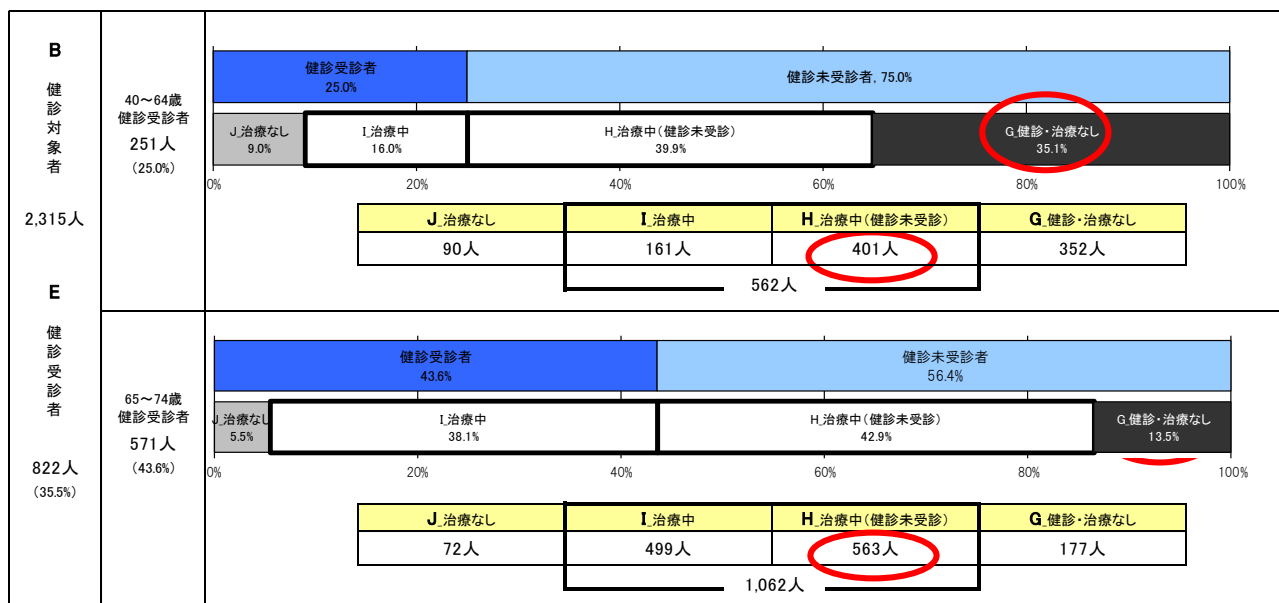 B
健診対象者
2,315人
E
健診受診者
822人
(35.5%)
40～64歳
健診受診者
251人
(25.0%)
健診受診者
25.0%
健診未受診者, 75.0%
J_治療なし
9.0%
I_治療中
16.0%
H_治療中(健診未受診)
39.9%
G_健診・治療なし
35.1%
0% 20% 40% 60% 80% 100%
J_治療なし I_治療中 H_治療中(健診未受診) G_健診・治療なし
90人 161人 401人 352人
562人
65～74歳
健診受診者
571人
(43.6%)
健診受診者
43.6%
健診未受診者
56.4%
J_治療なし
5.5%
I_治療中
38.1%
H_治療中(健診未受診)
42.9%
G_健診・治療なし
13.5%
0% 20% 40% 60% 80% 100%
J_治療なし I_治療中 H_治療中(健診未受診) G_健診・治療なし
72人 499人 563人 177人
1,062人